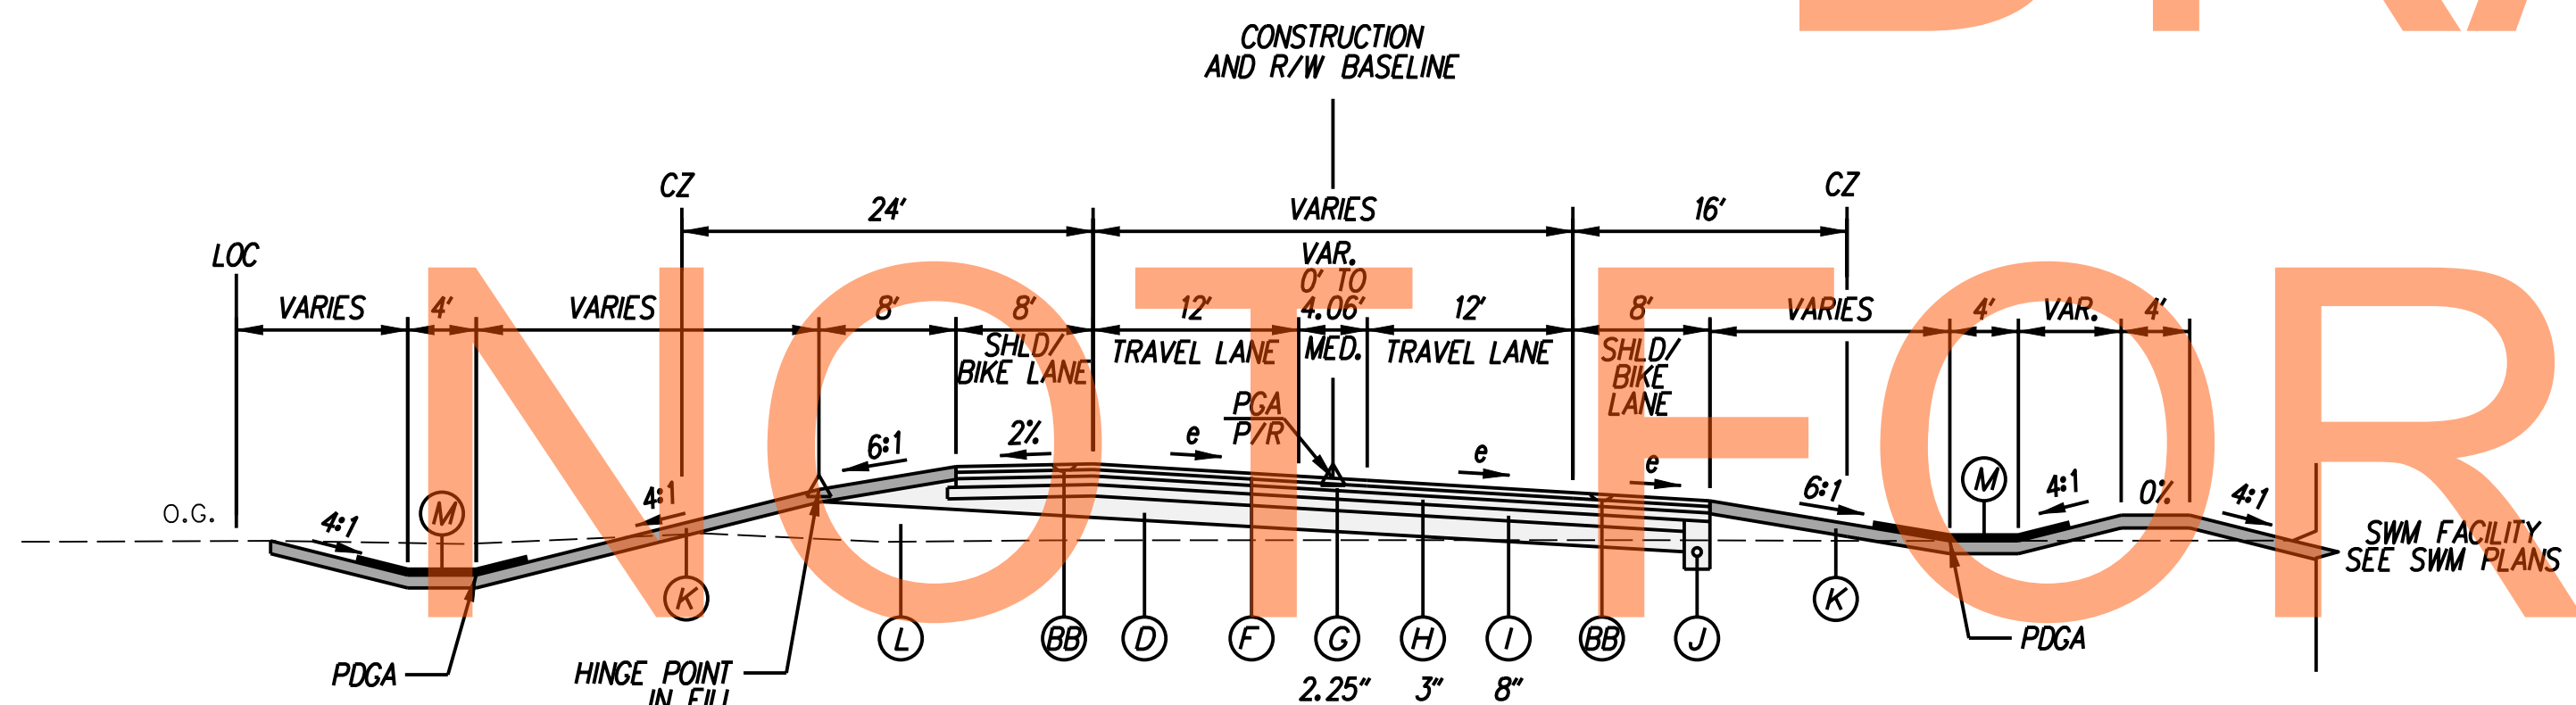 CONSTRUCTION
AND R/W BASELINE
CZ
CZ
24'
VARIES
16'
LOC
VAR.
0' TO
4.06'
MED.
VARIES
4'
VARIES
8'
8'
SHLD/
BIKE LANE
12'
TRAVEL LANE
12'
TRAVEL LANE
8'
SHLD/
BIKE
LANE
VARIES
4'
VAR.
4'
PGA
P/R
6:1
2%
e
e
e
O.G.
4:1
M
4:1
6:1
M
4:1
0%
4:1
SWM FACILITY
SEE SWM PLANS
K
K
L
BB
D
F
G
H
I
BB
J
PDGA
HINGE POINT
IN FILL
PDGA
2.25"
3"
8"
NOT FOR